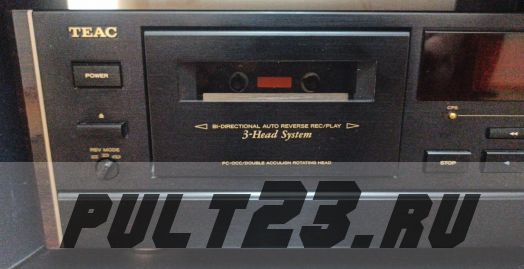 TEAC
POWER
BI-DIRECTIONAL AUTO REVERSE REC/PLAY
3-Head System
CPS
REV MODE
PC-OCC/DOUBLE ACCULIGN ROTATING HEAD
STOP
PULT23.RU